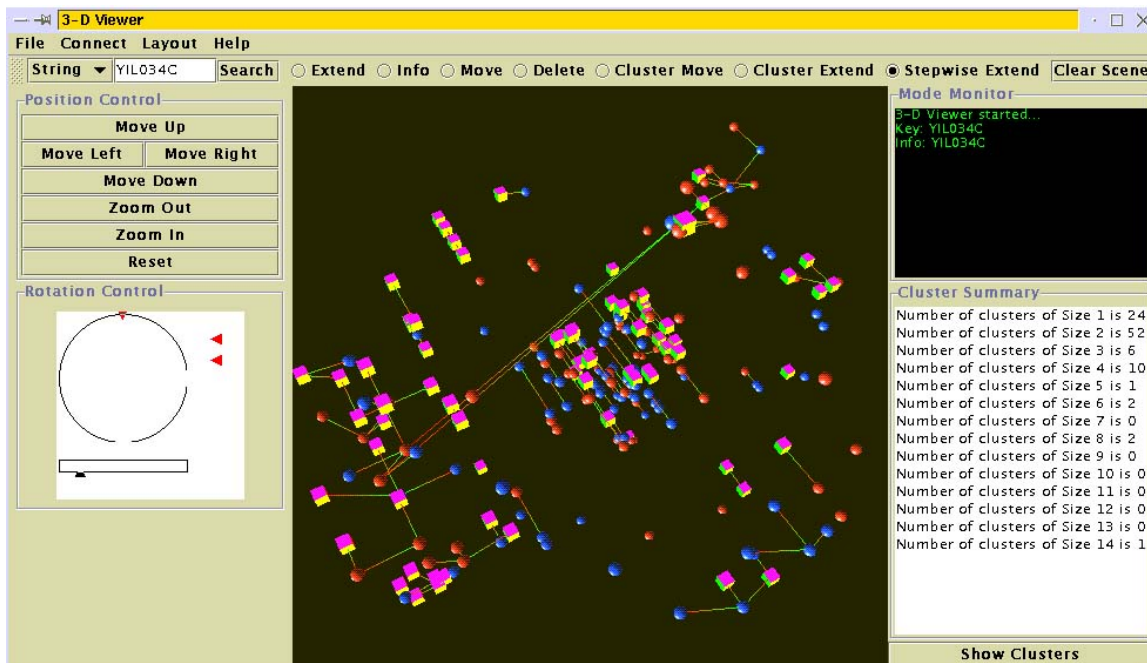 3-D Viewer
File Connect Layout Help
String YIL034C Search Extend Info Move Delete Cluster Move Cluster Extend Stepwise Extend Clear Scene
Position Control
Move Up
Move Left Move Right
Move Down
Zoom Out
Zoom In
Reset
Rotation Control
Mode Monitor
3-D Viewer started...
Key: YIL034C
Info: YIL034C
Cluster Summary
Number of clusters of Size 1 is 24
Number of clusters of Size 2 is 52
Number of clusters of Size 3 is 6
Number of clusters of Size 4 is 10
Number of clusters of Size 5 is 1
Number of clusters of Size 6 is 2
Number of clusters of Size 7 is 0
Number of clusters of Size 8 is 2
Number of clusters of Size 9 is 0
Number of clusters of Size 10 is 0
Number of clusters of Size 11 is 0
Number of clusters of Size 12 is 0
Number of clusters of Size 13 is 0
Number of clusters of Size 14 is 1
Show Clusters